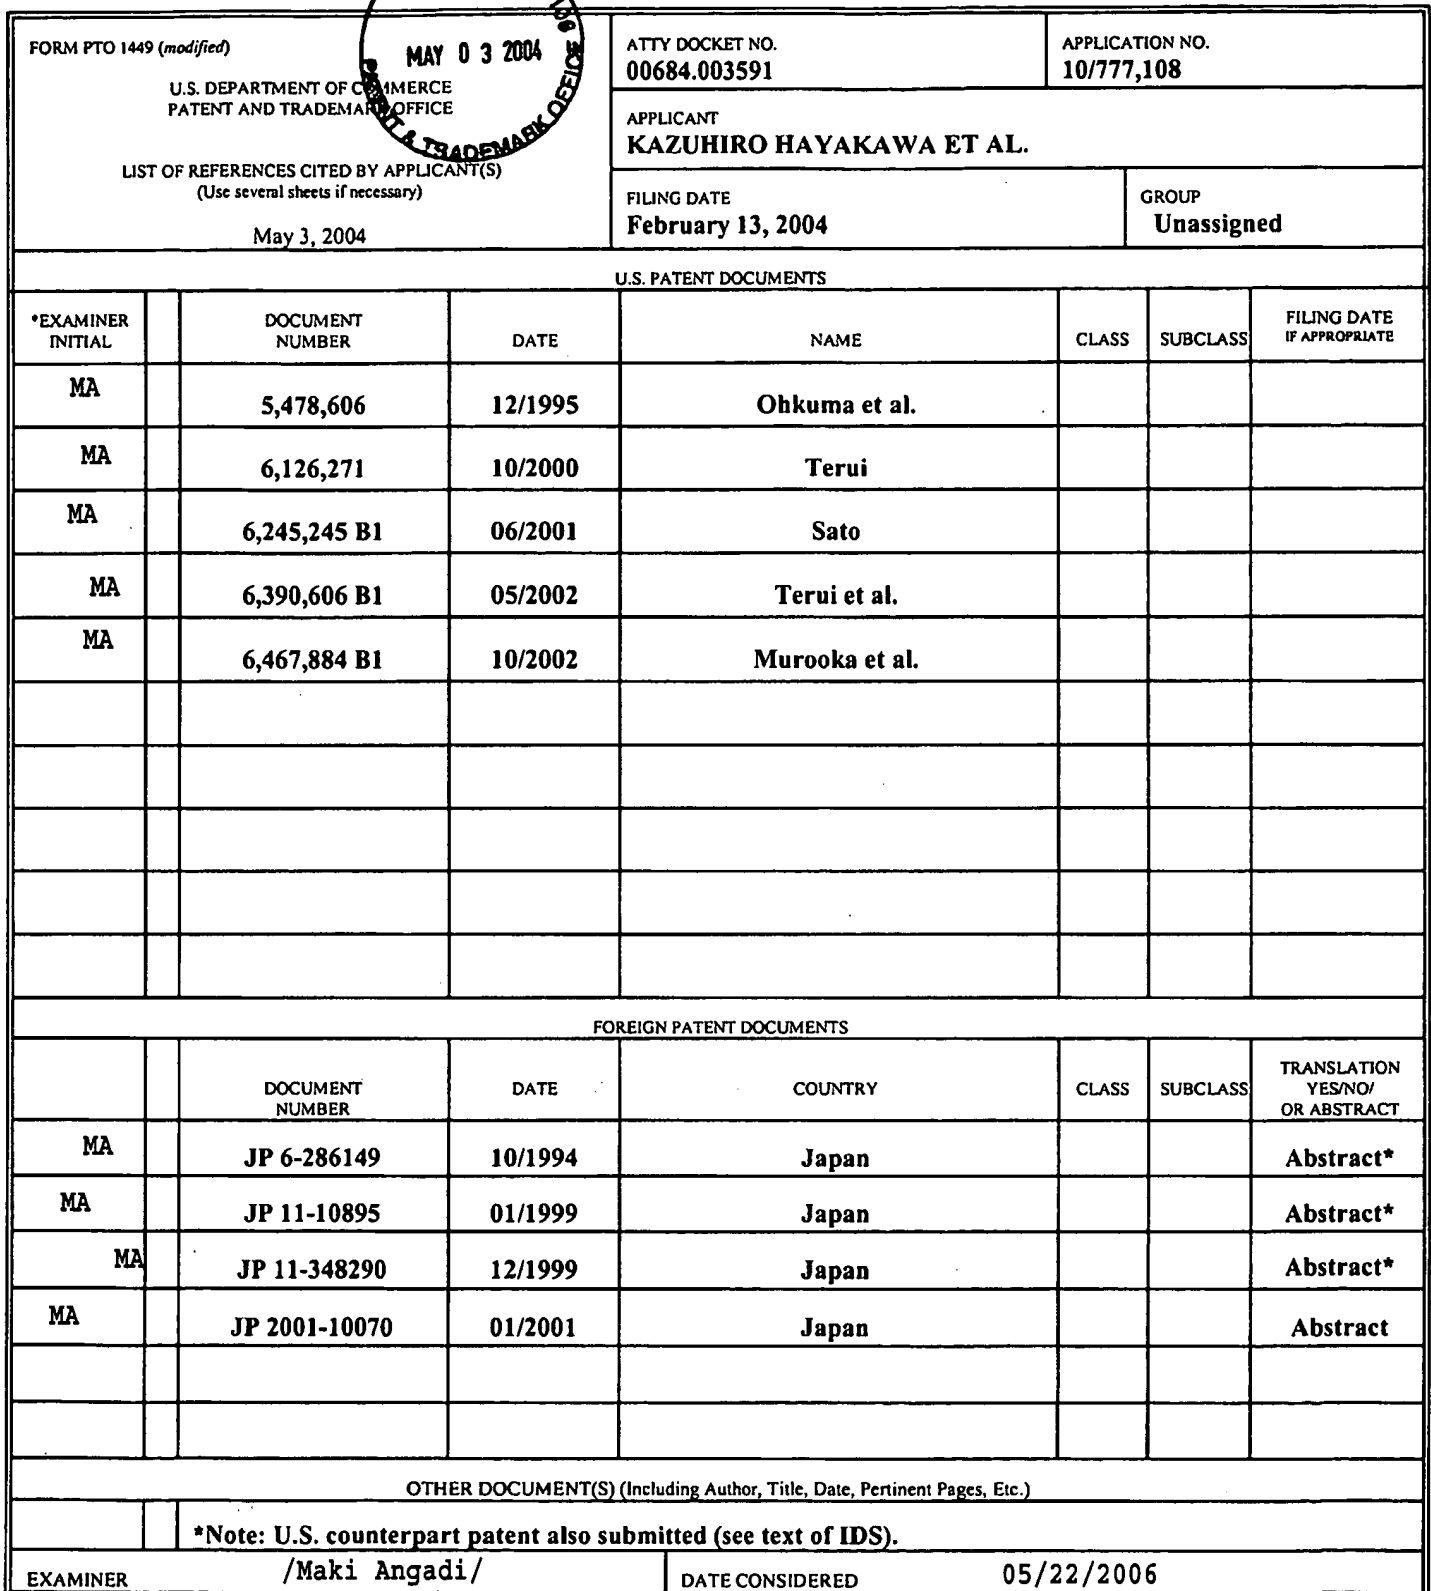 FORM PTO 1449 (modified)
U.S. DEPARTMENT OF COMMERCE
PATENT AND TRADEMARK OFFICE
LIST OF REFERENCES CITED BY APPLICANT(S)
(Use several sheets if necessary)
May 3, 2004
MAY 0 3 2004
PATENT & TRADEMARK OFFICE
ATTY DOCKET NO.
00684.003591
APPLICATION NO.
10/777,108
APPLICANT
KAZUHIRO HAYAKAWA ET AL.
FILING DATE
February 13, 2004
GROUP
Unassigned
U.S. PATENT DOCUMENTS
*EXAMINER INITIAL DOCUMENT NUMBER DATE NAME CLASS SUBCLASS FILING DATE IF APPROPRIATE
MA 5,478,606 12/1995 Ohkuma et al.
MA 6,126,271 10/2000 Terui
MA 6,245,245 B1 06/2001 Sato
MA 6,390,606 B1 05/2002 Terui et al.
MA 6,467,884 B1 10/2002 Murooka et al.
FOREIGN PATENT DOCUMENTS
DOCUMENT NUMBER DATE COUNTRY CLASS SUBCLASS TRANSLATION YES/NO/ OR ABSTRACT
MA JP 6-286149 10/1994 Japan Abstract*
MA JP 11-10895 01/1999 Japan Abstract*
MA JP 11-348290 12/1999 Japan Abstract*
MA JP 2001-10070 01/2001 Japan Abstract
OTHER DOCUMENT(S) (Including Author, Title, Date, Pertinent Pages, Etc.)
*Note: U.S. counterpart patent also submitted (see text of IDS).
EXAMINER /Maki Angadi/ DATE CONSIDERED 05/22/2006